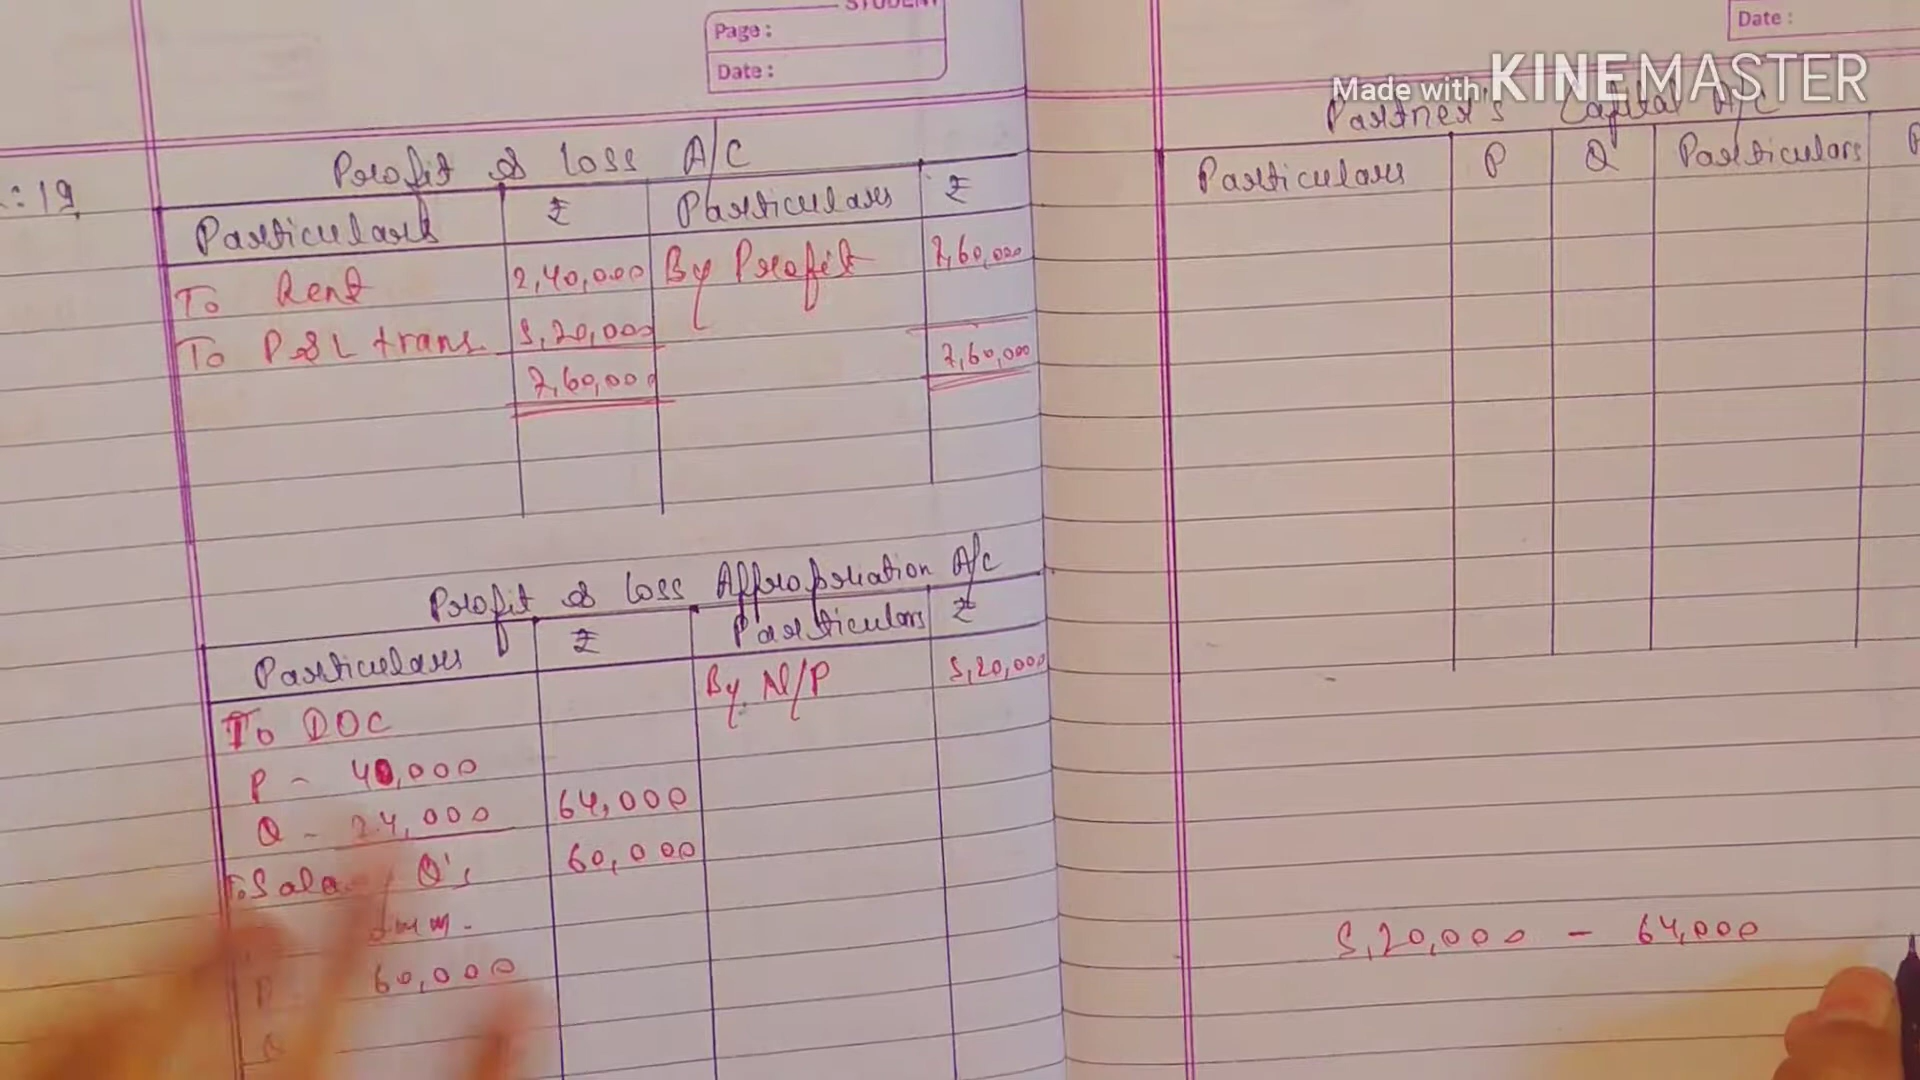 STUDENT
Page :
Date :
Date :
Made with KINEMASTER
: 19
Profit & Loss A/C
Particulars ₹ Particulars ₹
To Rent 2,40,000 By Profit 7,60,000
To P&L trans. 5,20,000
7,60,000 7,60,000
Profit & Loss Appropriation A/c
Particulars ₹ Particulars ₹
To DOC By N/P 5,20,000
P - 40,000
Q - 24,000 64,000
To Q's 60,000
60,000
Q
Partner's Capital A/C
Particulars P Q Particulars P
5,20,000 - 64,000